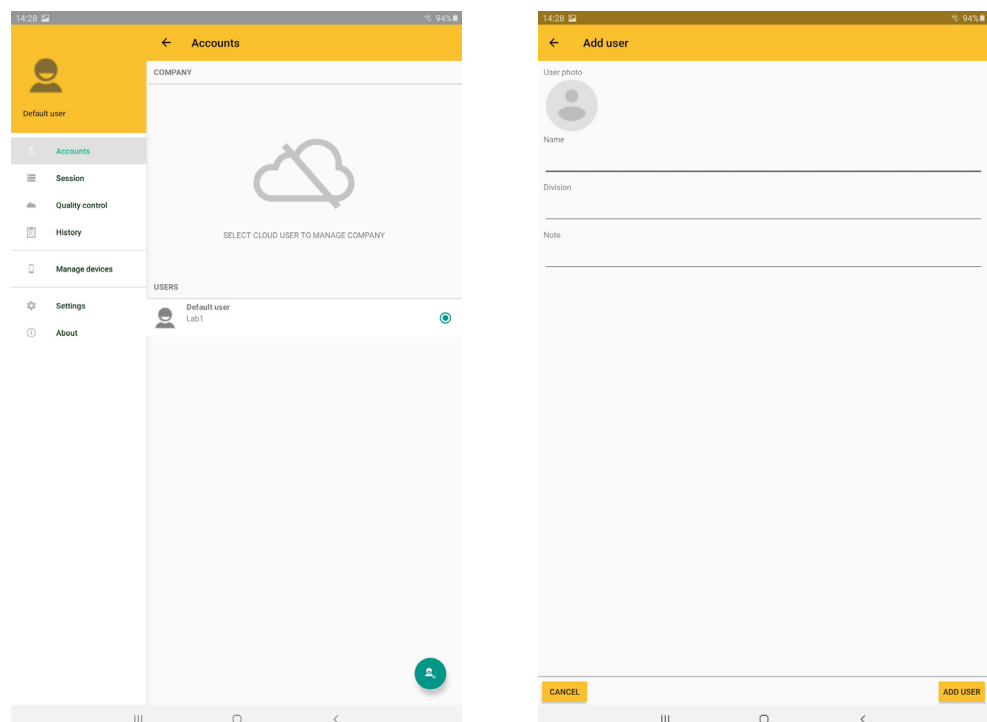 14:28
94%
Accounts
Default user
COMPANY
SELECT CLOUD USER TO MANAGE COMPANY
USERS
Default user
Lab1
Accounts
Session
Quality control
History
Manage devices
Settings
About
14:28
94%
Add user
User photo
Name
Division
Note
CANCEL
ADD USER